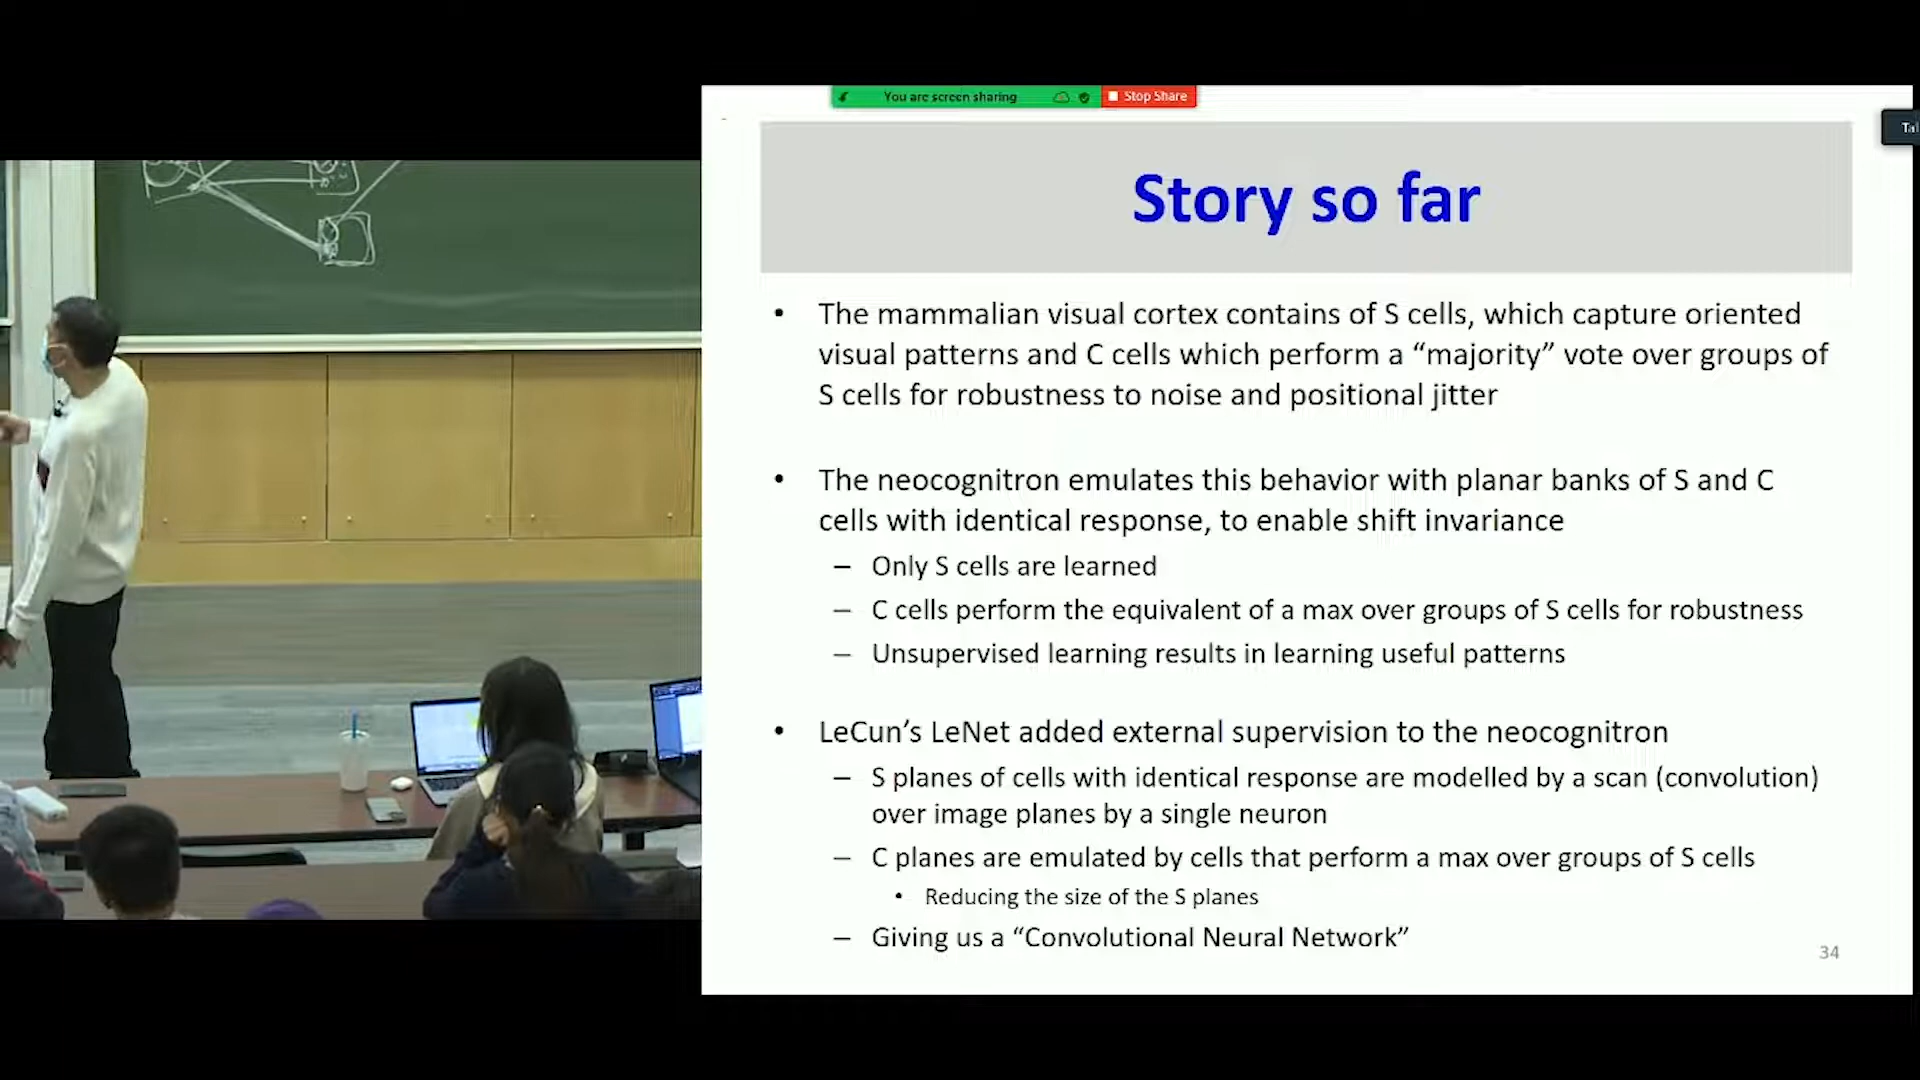 You are screen sharing
Stop Share
Tal
Story so far
• The mammalian visual cortex contains of S cells, which capture oriented
visual patterns and C cells which perform a “majority” vote over groups of
S cells for robustness to noise and positional jitter
• The neocognitron emulates this behavior with planar banks of S and C
cells with identical response, to enable shift invariance
– Only S cells are learned
– C cells perform the equivalent of a max over groups of S cells for robustness
– Unsupervised learning results in learning useful patterns
• LeCun’s LeNet added external supervision to the neocognitron
– S planes of cells with identical response are modelled by a scan (convolution)
over image planes by a single neuron
– C planes are emulated by cells that perform a max over groups of S cells
• Reducing the size of the S planes
– Giving us a “Convolutional Neural Network”
34